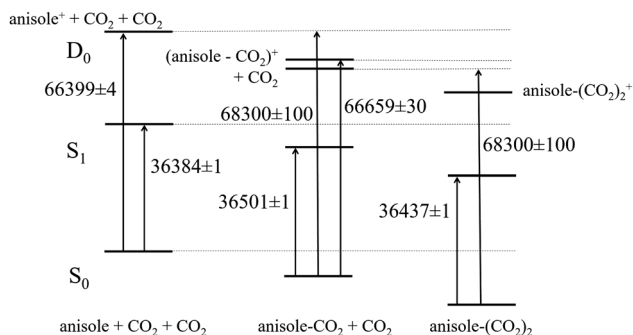 anisole⁺ + CO₂ + CO₂
D₀
(anisole - CO₂)⁺
+ CO₂
66399±4
68300±100
66659±30
anisole-(CO₂)₂⁺
S₁
36384±1
68300±100
36501±1
36437±1
S₀
anisole + CO₂ + CO₂
anisole-CO₂ + CO₂
anisole-(CO₂)₂